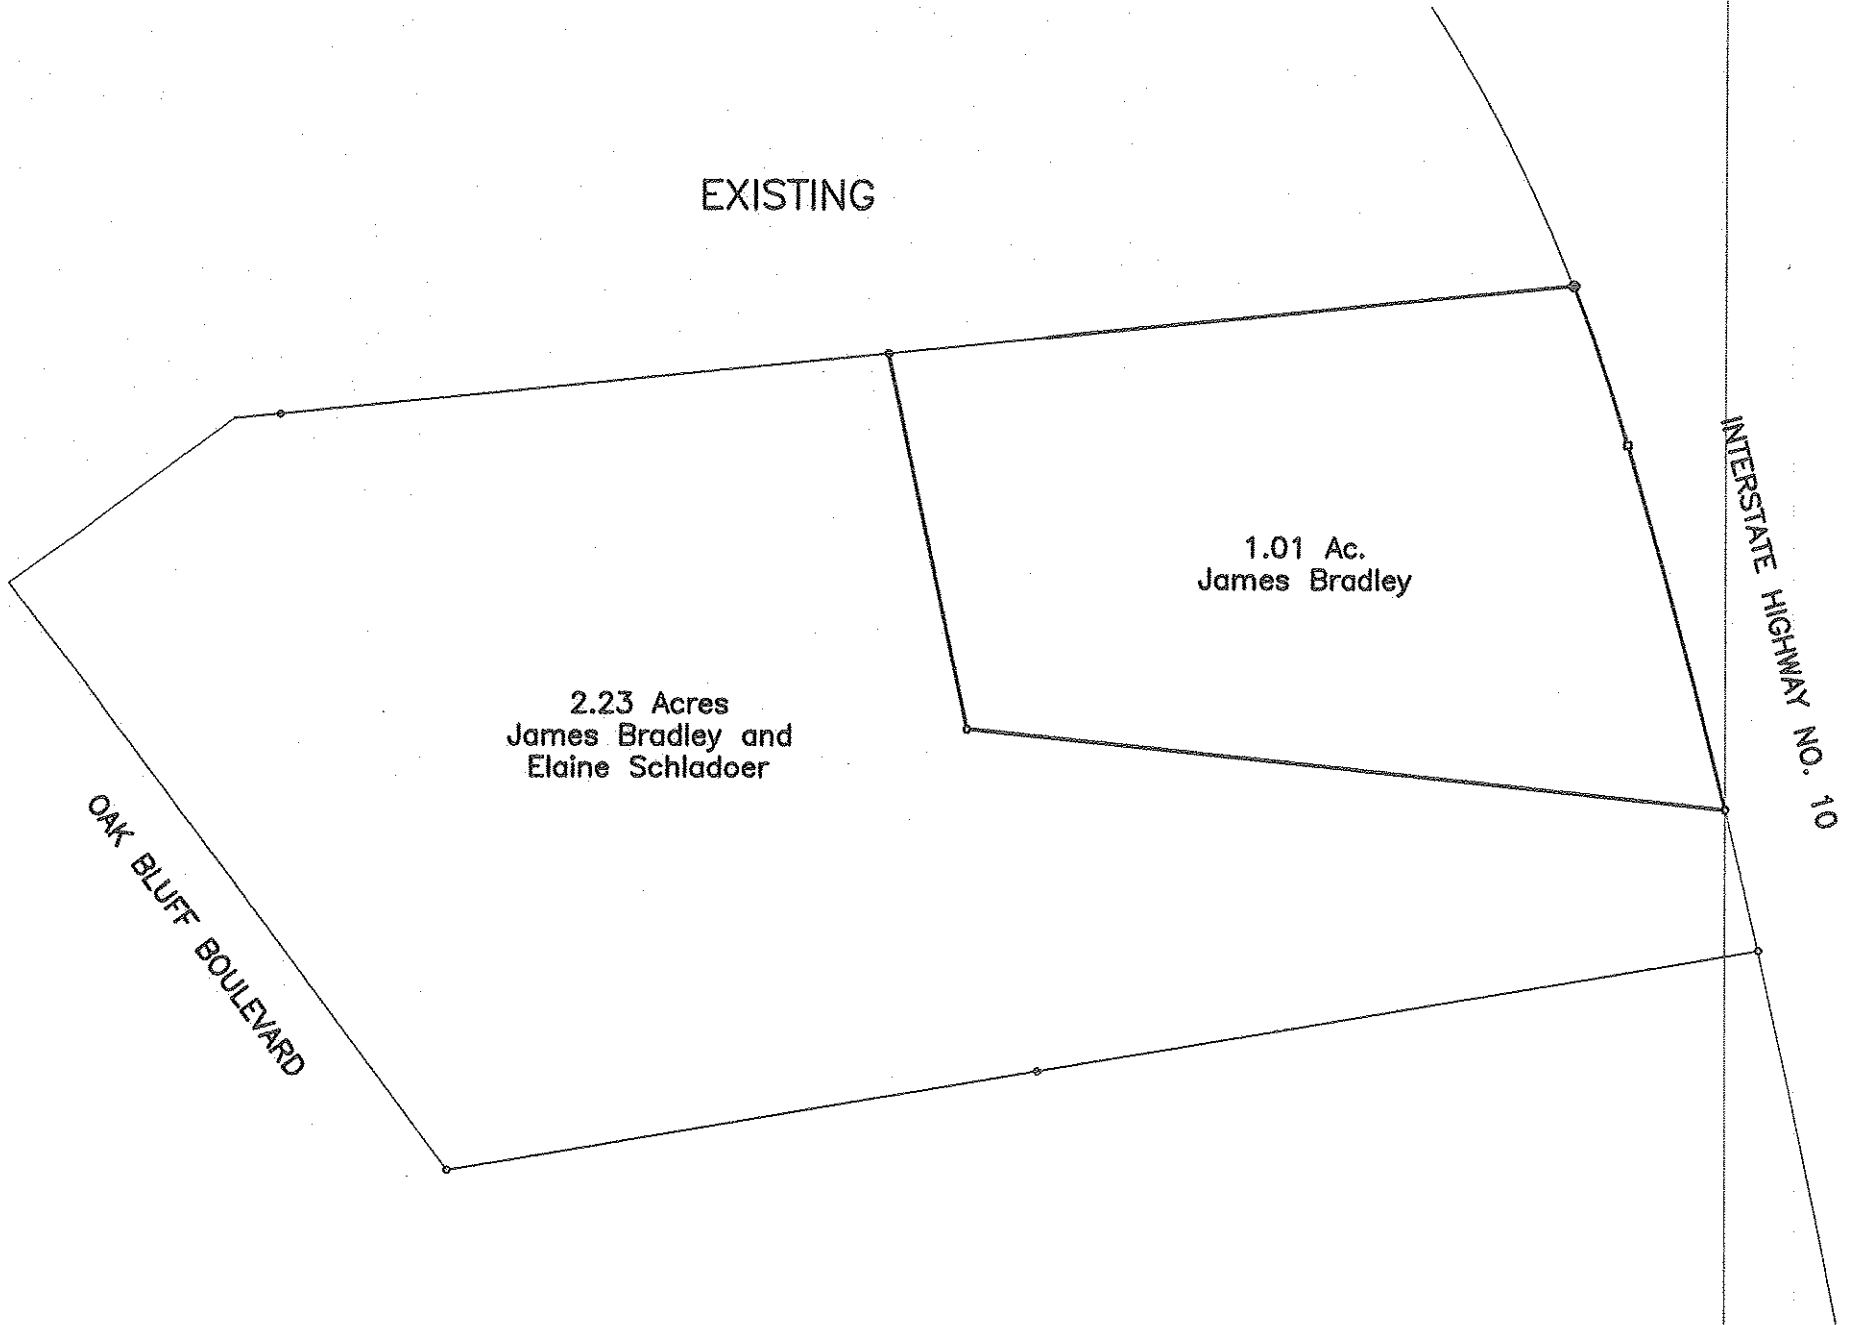 EXISTING
1.01 Ac.
James Bradley
INTERSTATE HIGHWAY NO. 10
2.23 Acres
James Bradley and
Elaine Schladoer
OAK BLUFF BOULEVARD